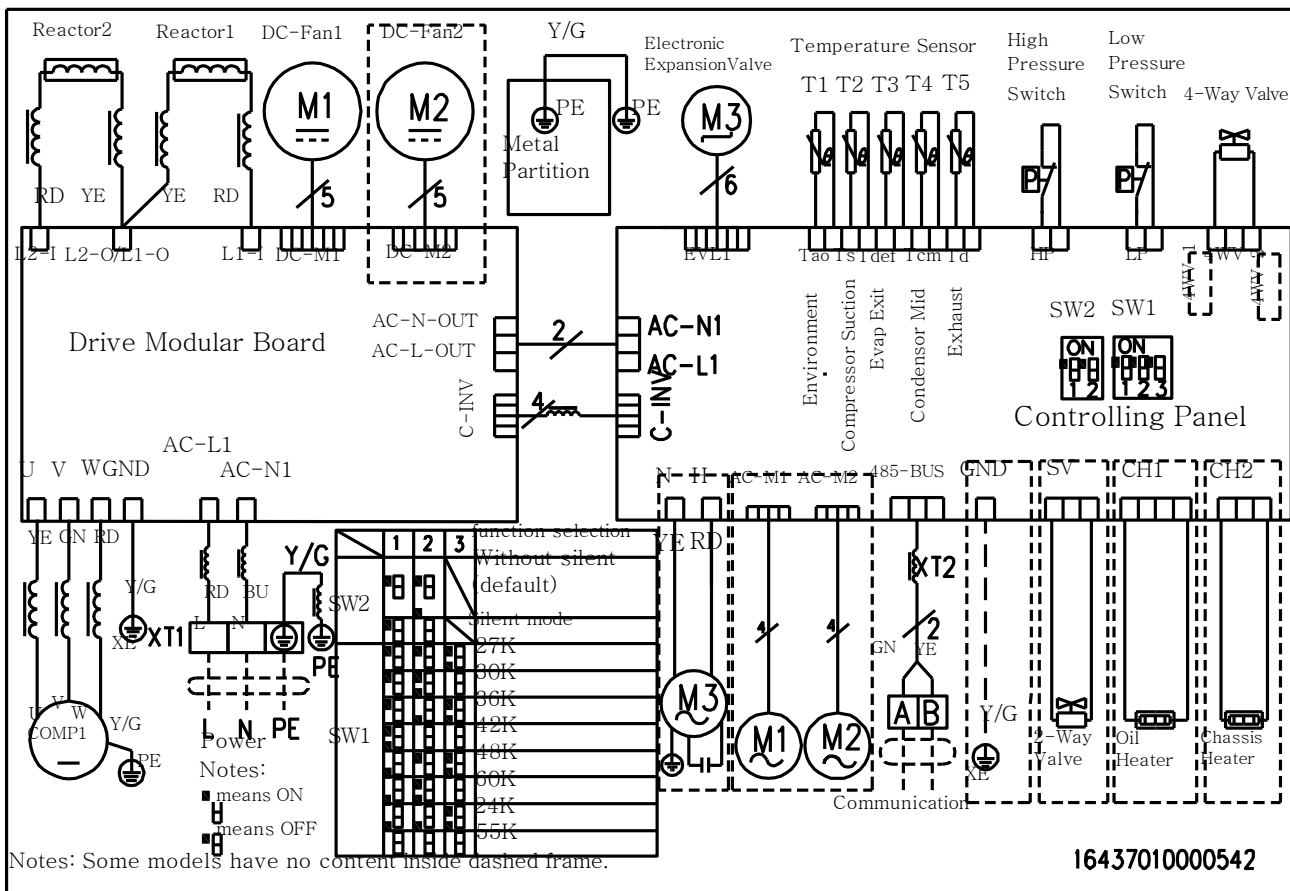 Reactor2
Reactor1
DC-Fan1
DC-Fan2
Y/G
Electronic
ExpansionValve
Temperature Sensor
High
Pressure
Switch
Low
Pressure
Switch
4-Way Valve
T1 T2 T3 T4 T5
M1
M2
PE
PE
Metal
Partition
M3
P
P
RD
YE
YE
RD
5
5
6
L2-I
L2-O/L1-O
L1-I
DC-M1
DC-M2
EVL1
Tao
Ts
Tdef
Tcm
Td
HP
LP
4WV
4WV-1
4WV-2
Environment
Compressor Suction
Evap Exit
Condensor Mid
Exhaust
Drive Modular Board
AC-N-OUT
AC-L-OUT
2
AC-N1
AC-L1
C-INV
4
C-INV
SW2
SW1
ON
1 2
ON
1 2 3
Controlling Panel
AC-L1
AC-N1
U V W GND
N H
AC-M1
AC-M2
485-BUS
GND
SV
CH1
CH2
YE GN RD
Y/G
XE
RD
BU
Y/G
XT1
L
N
PE
L N PE
Power
U
V
W
COMP1
Y/G
PE
1 2 3
function selection
SW2
Without silent
(default)
Silent mode
SW1
27K
30K
36K
42K
48K
60K
24K
55K
YE RD
M3
4
4
M1
M2
XT2
2
GN
YE
A B
Communication
Y/G
XE
2-Way
Valve
Oil
Heater
Chassis
Heater
Notes:
means ON
means OFF
Notes: Some models have no content inside dashed frame.
16437010000542